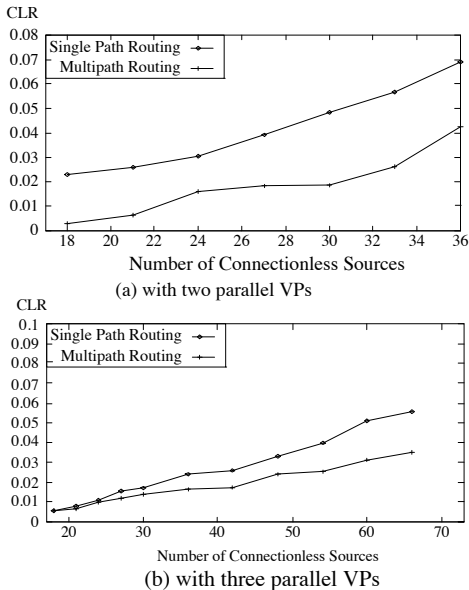 CLR
0.08
0.07
0.06
0.05
0.04
0.03
0.02
0.01
0
Single Path Routing
Multipath Routing
18 20 22 24 26 28 30 32 34 36
Number of Connectionless Sources
(a) with two parallel VPs
CLR
0.1
0.09
0.08
0.07
0.06
0.05
0.04
0.03
0.02
0.01
0
Single Path Routing
Multipath Routing
20 30 40 50 60 70
Number of Connectionless Sources
(b) with three parallel VPs